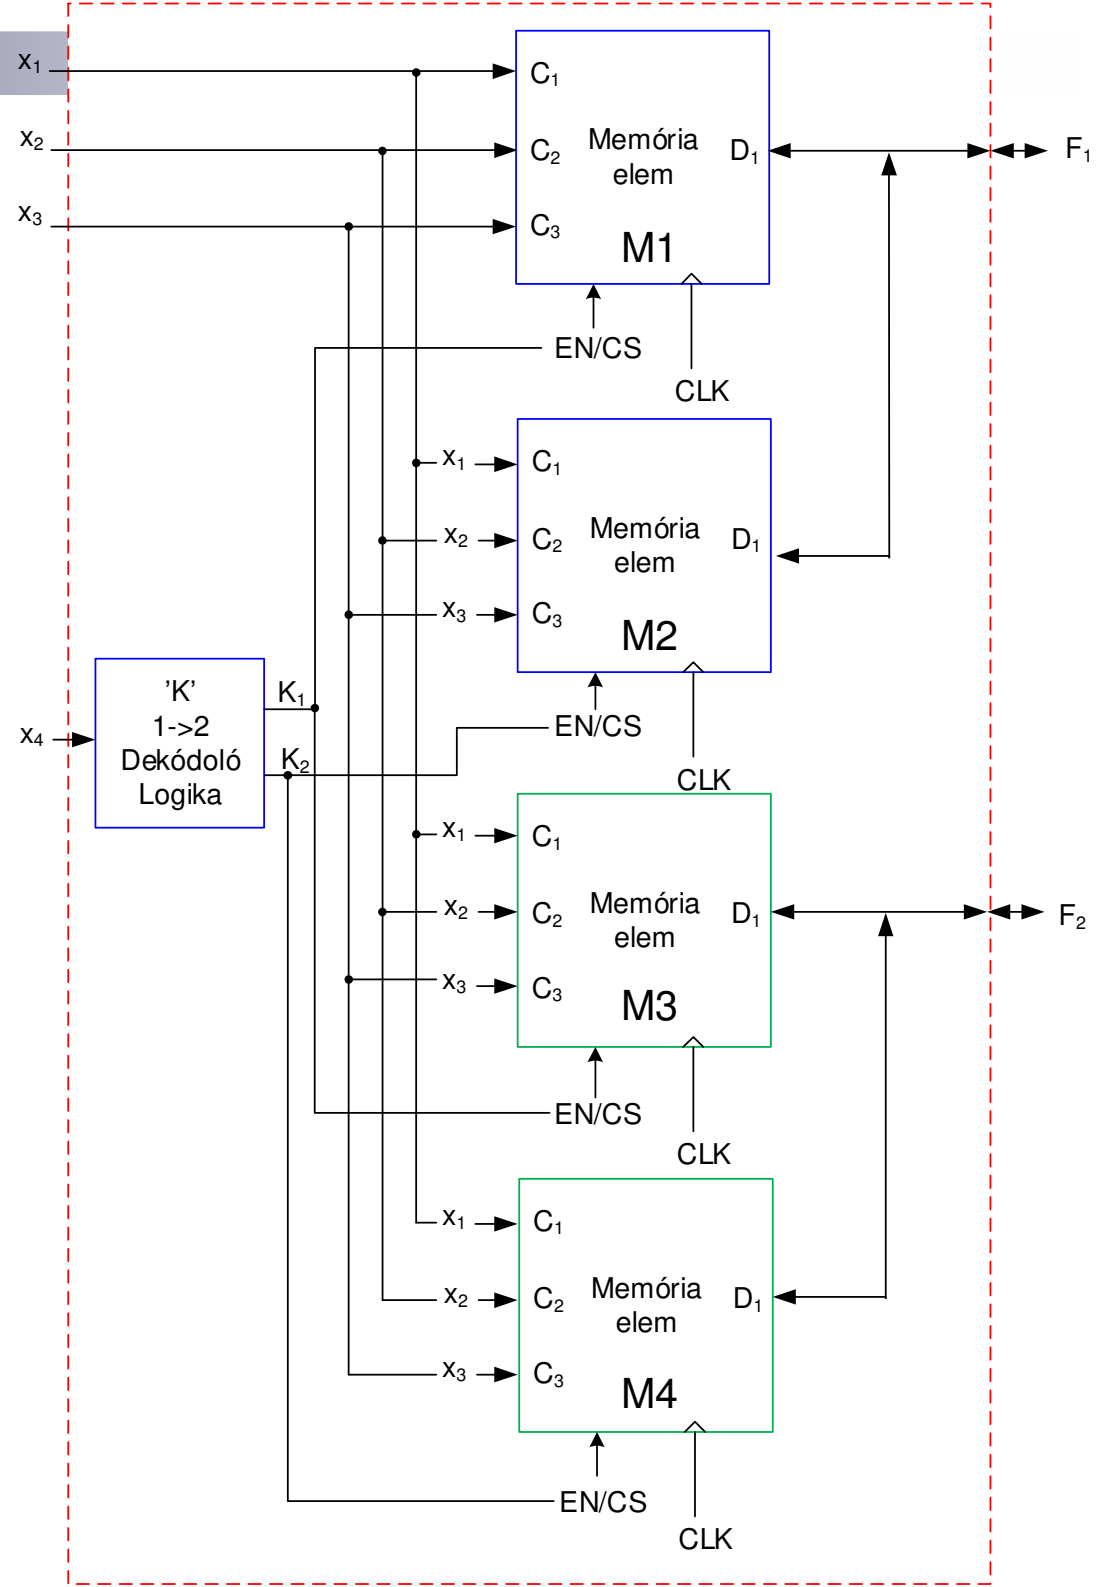 x₁
C₁
x₂
C₂
Memória
elem
D₁
F₁
x₃
C₃
M1
EN/CS
CLK
x₁
C₁
x₂
C₂
Memória
elem
D₁
x₃
C₃
M2
EN/CS
CLK
x₄
'K'
1->2
Dekódoló
Logika
K₁
K₂
x₁
C₁
x₂
C₂
Memória
elem
D₁
F₂
x₃
C₃
M3
EN/CS
CLK
x₁
C₁
x₂
C₂
Memória
elem
D₁
x₃
C₃
M4
EN/CS
CLK